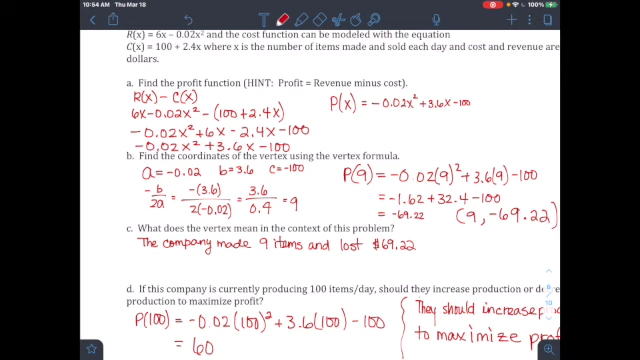 10:54 AM Thu Mar 18
R(x) = 6x – 0.02x² and the cost function can be modeled with the equation
C(x) = 100 + 2.4x where x is the number of items made and sold each day and cost and revenue are
dollars.
a. Find the profit function (HINT: Profit = Revenue minus cost).
R(x) - C(x)
6x - 0.02x² - (100 + 2.4x)
-0.02x² + 6x - 2.4x - 100
-0.02x² + 3.6x - 100
P(x) = -0.02x² + 3.6x - 100
b. Find the coordinates of the vertex using the vertex formula.
a = -0.02 b = 3.6 c = -100
-b/2a = -(3.6)/2(-0.02) = 3.6/0.4 = 9
P(9) = -0.02(9)² + 3.6(9) - 100
= -1.62 + 32.4 - 100
= -69.22 (9, -69.22)
c. What does the vertex mean in the context of this problem?
The company made 9 items and lost $69.22
d. If this company is currently producing 100 items/day, should they increase production or de
production to maximize profit?
P(100) = -0.02(100)² + 3.6(100) - 100
= 60
They should increase
to maximize prof